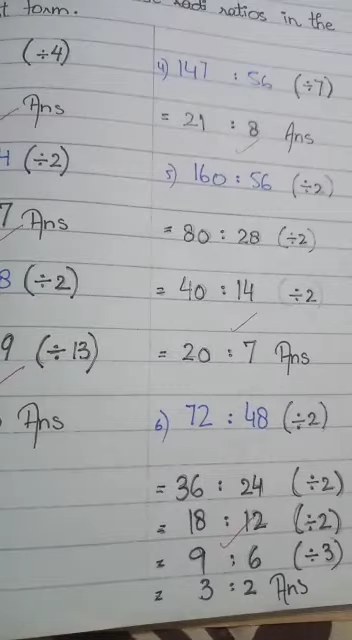 t form.
ratios in the
(÷4)
Ans
4 (÷2)
7 Ans
8 (÷2)
9 (÷13)
Ans
4) 147 : 56 (÷7)
= 21 : 8 Ans
5) 160 : 56 (÷2)
= 80 : 28 (÷2)
= 40 : 14 (÷2)
= 20 : 7 Ans
6) 72 : 48 (÷2)
= 36 : 24 (÷2)
= 18 : 12 (÷2)
= 9 : 6 (÷3)
= 3 : 2 Ans